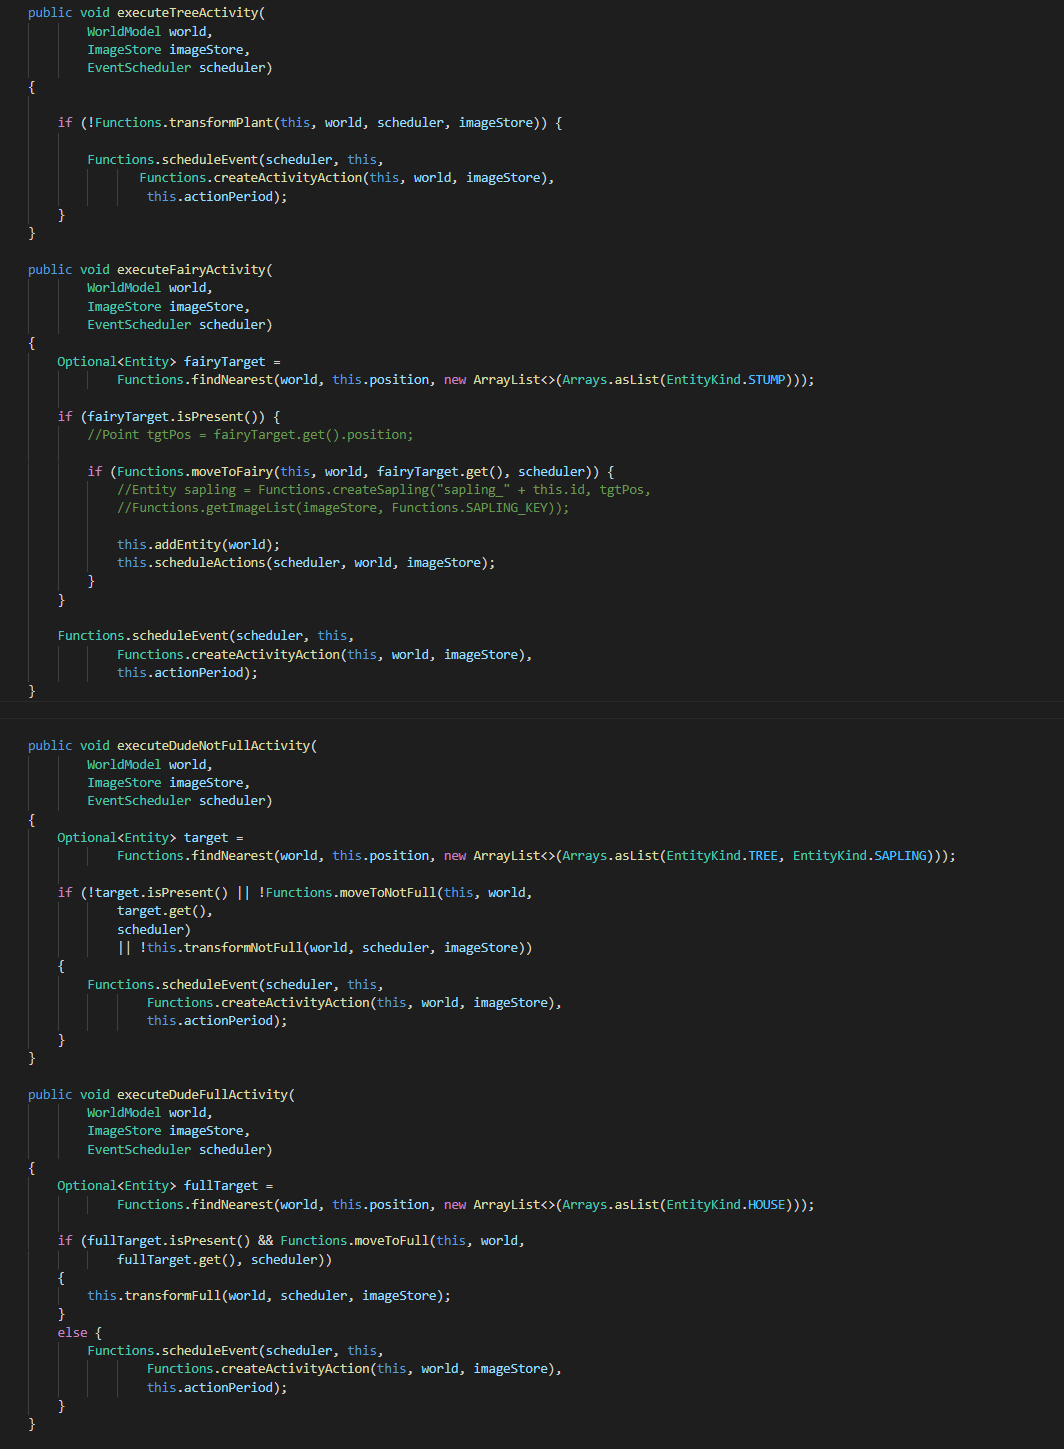 public void executeTreeActivity(
WorldModel world,
ImageStore imageStore,
EventScheduler scheduler)
{
if (!Functions.transformPlant(this, world, scheduler, imageStore)) {
Functions.scheduleEvent(scheduler, this,
Functions.createActivityAction(this, world, imageStore),
this.actionPeriod);
}
}
public void executeFairyActivity(
WorldModel world,
ImageStore imageStore,
EventScheduler scheduler)
{
Optional<Entity> fairyTarget =
Functions.findNearest(world, this.position, new ArrayList<>(Arrays.asList(EntityKind.STUMP)));
if (fairyTarget.isPresent()) {
//Point tgtPos = fairyTarget.get().position;
if (Functions.moveToFairy(this, world, fairyTarget.get(), scheduler)) {
//Entity sapling = Functions.createSapling("sapling_" + this.id, tgtPos,
//Functions.getImageList(imageStore, Functions.SAPLING_KEY));
this.addEntity(world);
this.scheduleActions(scheduler, world, imageStore);
}
}
Functions.scheduleEvent(scheduler, this,
Functions.createActivityAction(this, world, imageStore),
this.actionPeriod);
}
public void executeDudeNotFullActivity(
WorldModel world,
ImageStore imageStore,
EventScheduler scheduler)
{
Optional<Entity> target =
Functions.findNearest(world, this.position, new ArrayList<>(Arrays.asList(EntityKind.TREE, EntityKind.SAPLING)));
if (!target.isPresent() || !Functions.moveToNotFull(this, world,
target.get(),
scheduler)
|| !this.transformNotFull(world, scheduler, imageStore))
{
Functions.scheduleEvent(scheduler, this,
Functions.createActivityAction(this, world, imageStore),
this.actionPeriod);
}
}
public void executeDudeFullActivity(
WorldModel world,
ImageStore imageStore,
EventScheduler scheduler)
{
Optional<Entity> fullTarget =
Functions.findNearest(world, this.position, new ArrayList<>(Arrays.asList(EntityKind.HOUSE)));
if (fullTarget.isPresent() && Functions.moveToFull(this, world,
fullTarget.get(), scheduler))
{
this.transformFull(world, scheduler, imageStore);
}
else {
Functions.scheduleEvent(scheduler, this,
Functions.createActivityAction(this, world, imageStore),
this.actionPeriod);
}
}